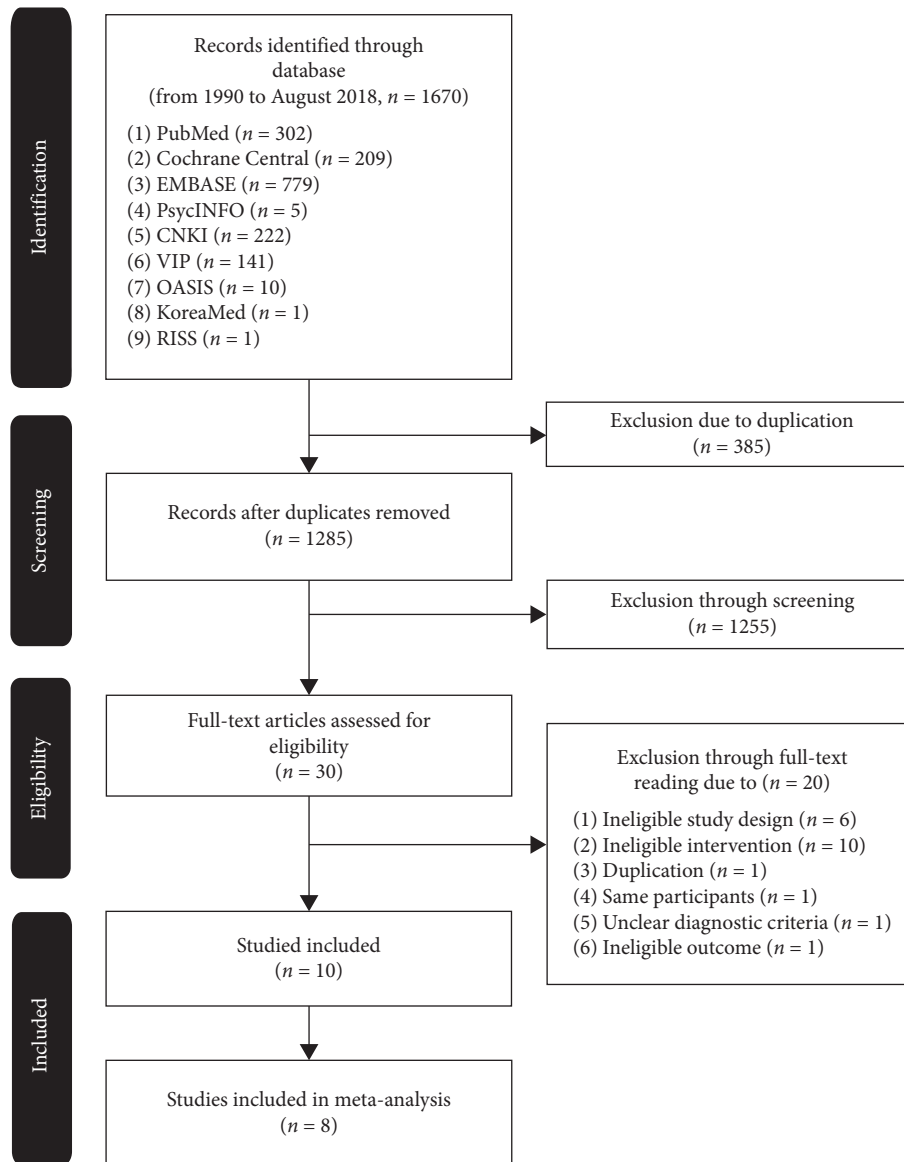 Identification
Records identified through
database
(from 1990 to August 2018, n = 1670)
(1) PubMed (n = 302)
(2) Cochrane Central (n = 209)
(3) EMBASE (n = 779)
(4) PsycINFO (n = 5)
(5) CNKI (n = 222)
(6) VIP (n = 141)
(7) OASIS (n = 10)
(8) KoreaMed (n = 1)
(9) RISS (n = 1)
Exclusion due to duplication
(n = 385)
Screening
Records after duplicates removed
(n = 1285)
Exclusion through screening
(n = 1255)
Eligibility
Full-text articles assessed for
eligibility
(n = 30)
Exclusion through full-text
reading due to (n = 20)
(1) Ineligible study design (n = 6)
(2) Ineligible intervention (n = 10)
(3) Duplication (n = 1)
(4) Same participants (n = 1)
(5) Unclear diagnostic criteria (n = 1)
(6) Ineligible outcome (n = 1)
Included
Studied included
(n = 10)
Studies included in meta-analysis
(n = 8)